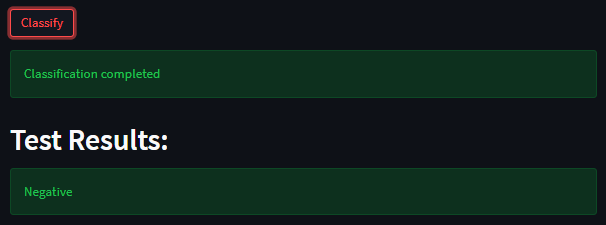 Classify
Classification completed
Test Results:
Negative